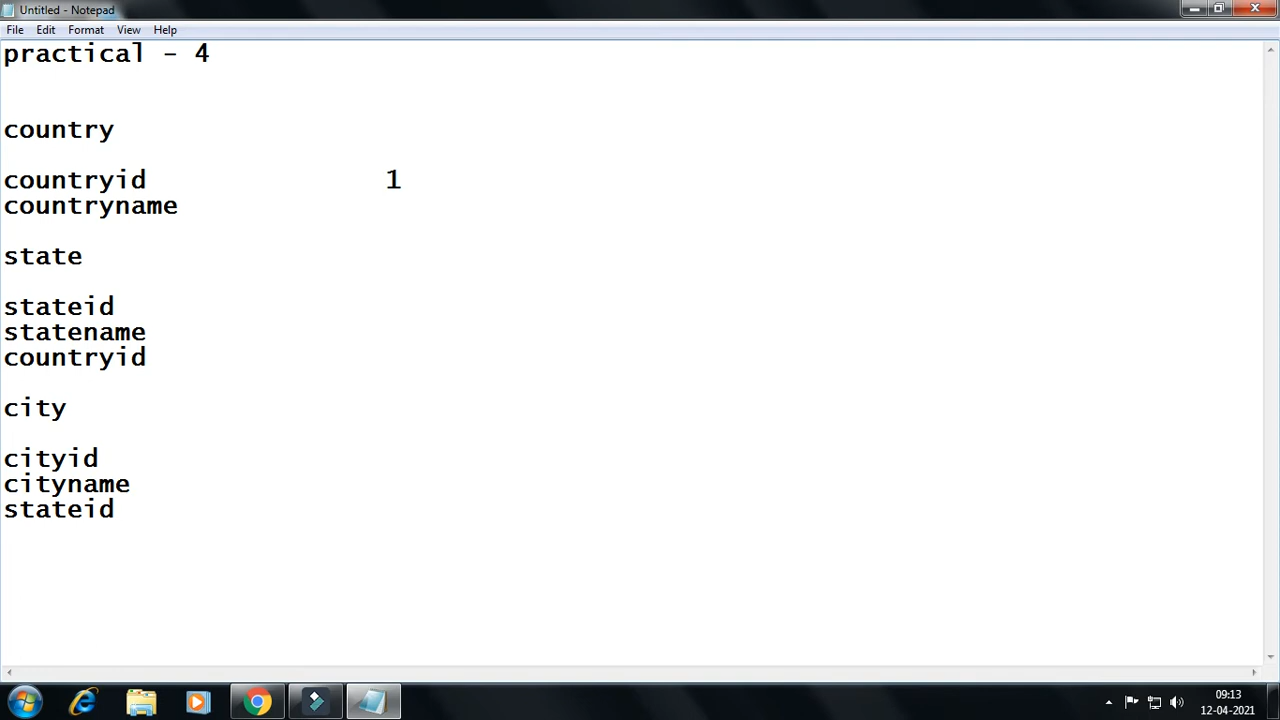 Untitled - Notepad
File Edit Format View Help
practical - 4
country
countryid 1
countryname
state
stateid
statename
countryid
city
cityid
cityname
stateid
09:13
12-04-2021